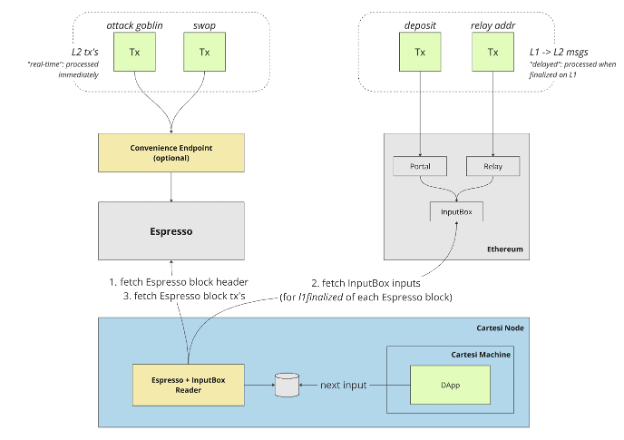 attack goblin
swap
deposit
relay addr
L2 tx's
"real-time": processed
immediately
Tx
Tx
Tx
Tx
L1 -> L2 msgs
"delayed": processed when
finalized on L1
Convenience Endpoint
(optional)
Portal
Relay
InputBox
Espresso
Ethereum
1. fetch Espresso block header
3. fetch Espresso block tx's
2. fetch InputBox inputs
(for l1finalized of each Espresso block)
Cartesi Node
Cartesi Machine
Espresso + InputBox
Reader
next input
DApp